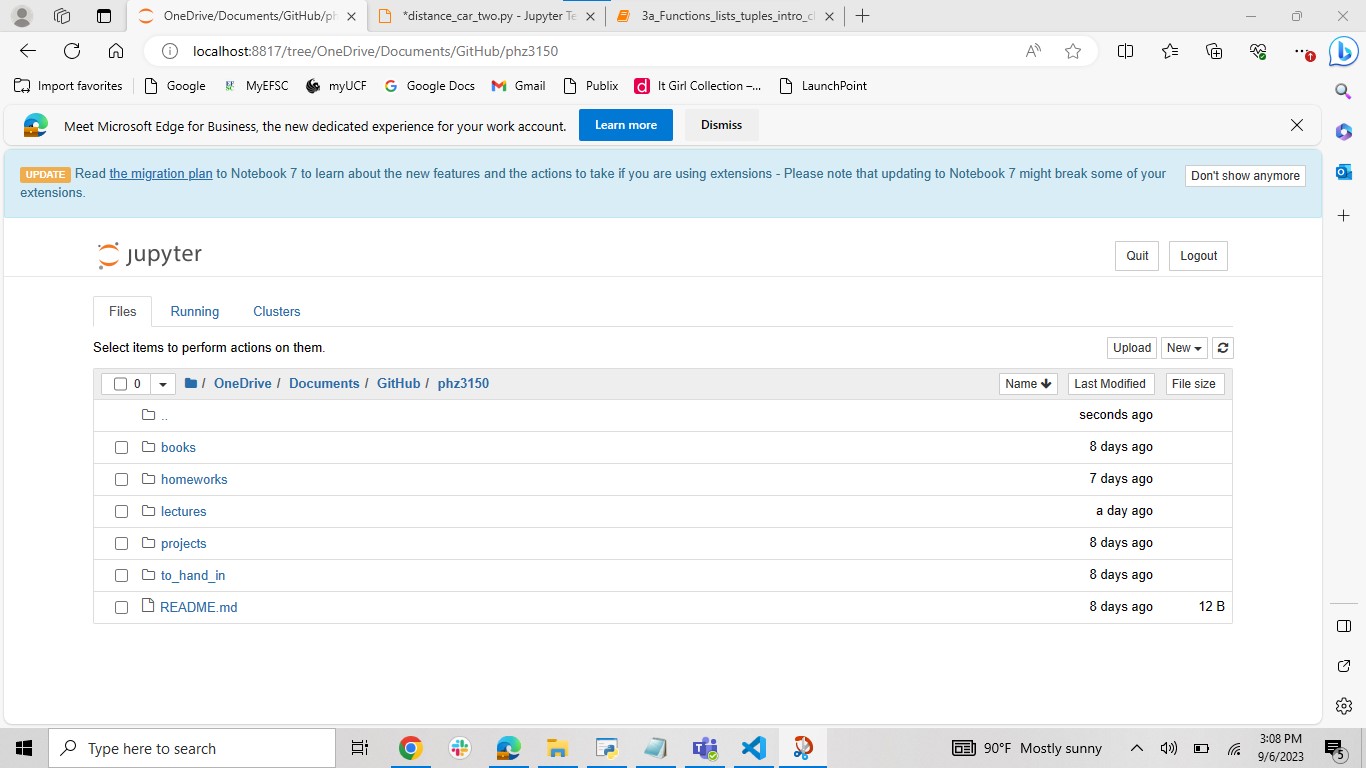 OneDrive/Documents/GitHub/ph
*distance_car_two.py - Jupyter Te
3a_Functions_lists_tuples_intro_cl
localhost:8817/tree/OneDrive/Documents/GitHub/phz3150
Import favorites
Google
MyEFSC
myUCF
Google Docs
Gmail
Publix
It Girl Collection –...
LaunchPoint
Meet Microsoft Edge for Business, the new dedicated experience for your work account.
Learn more
Dismiss
UPDATE Read the migration plan to Notebook 7 to learn about the new features and the actions to take if you are using extensions - Please note that updating to Notebook 7 might break some of your
extensions.
Don't show anymore
jupyter
Quit
Logout
Files
Running
Clusters
Select items to perform actions on them.
Upload
New
0
/ OneDrive / Documents / GitHub / phz3150
Name
Last Modified
File size
..
seconds ago
books
8 days ago
homeworks
7 days ago
lectures
a day ago
projects
8 days ago
to_hand_in
8 days ago
README.md
8 days ago
12 B
Type here to search
90°F Mostly sunny
3:08 PM
9/6/2023
5